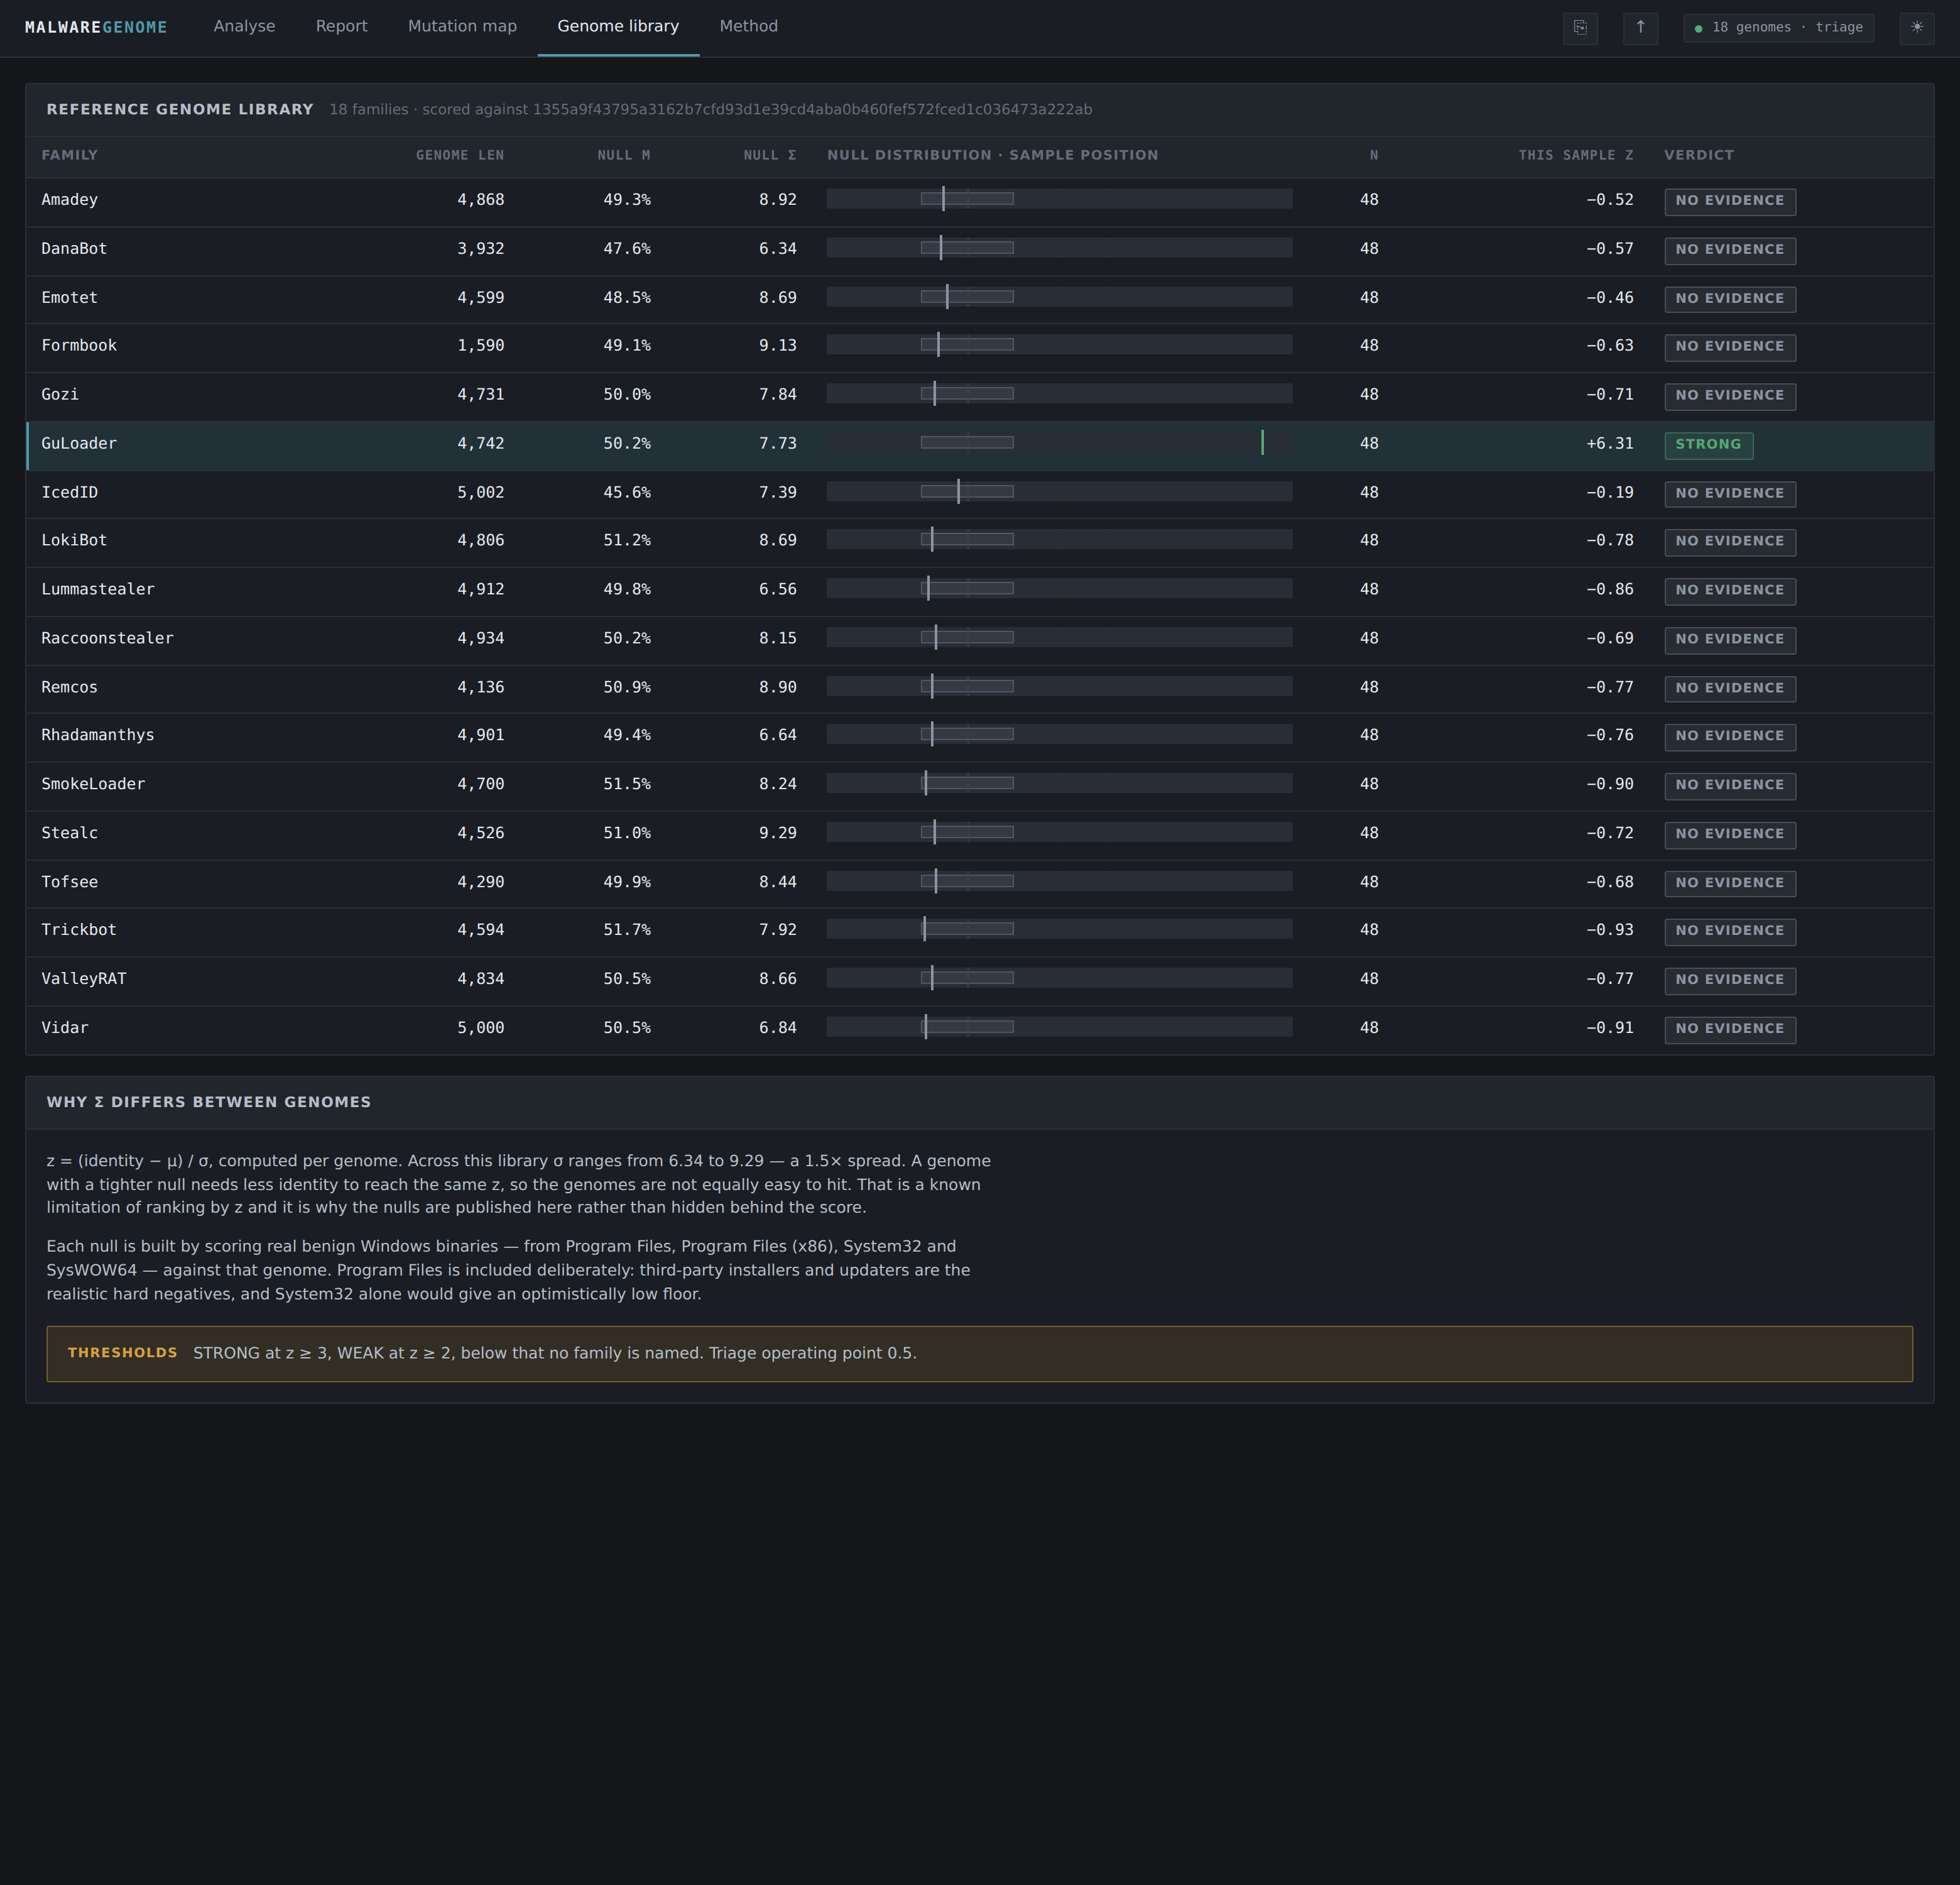 MALWAREGENOME Analyse Report Mutation map Genome library Method ⎘ ↑ ● 18 genomes · triage ☀
REFERENCE GENOME LIBRARY 18 families · scored against 1355a9f43795a3162b7cfd93d1e39cd4aba0b460fef572fced1c036473a222ab
FAMILY GENOME LEN NULL Μ NULL Σ NULL DISTRIBUTION · SAMPLE POSITION N THIS SAMPLE Z VERDICT
Amadey 4,868 49.3% 8.92 48 −0.52 NO EVIDENCE
DanaBot 3,932 47.6% 6.34 48 −0.57 NO EVIDENCE
Emotet 4,599 48.5% 8.69 48 −0.46 NO EVIDENCE
Formbook 1,590 49.1% 9.13 48 −0.63 NO EVIDENCE
Gozi 4,731 50.0% 7.84 48 −0.71 NO EVIDENCE
GuLoader 4,742 50.2% 7.73 48 +6.31 STRONG
IcedID 5,002 45.6% 7.39 48 −0.19 NO EVIDENCE
LokiBot 4,806 51.2% 8.69 48 −0.78 NO EVIDENCE
Lummastealer 4,912 49.8% 6.56 48 −0.86 NO EVIDENCE
Raccoonstealer 4,934 50.2% 8.15 48 −0.69 NO EVIDENCE
Remcos 4,136 50.9% 8.90 48 −0.77 NO EVIDENCE
Rhadamanthys 4,901 49.4% 6.64 48 −0.76 NO EVIDENCE
SmokeLoader 4,700 51.5% 8.24 48 −0.90 NO EVIDENCE
Stealc 4,526 51.0% 9.29 48 −0.72 NO EVIDENCE
Tofsee 4,290 49.9% 8.44 48 −0.68 NO EVIDENCE
Trickbot 4,594 51.7% 7.92 48 −0.93 NO EVIDENCE
ValleyRAT 4,834 50.5% 8.66 48 −0.77 NO EVIDENCE
Vidar 5,000 50.5% 6.84 48 −0.91 NO EVIDENCE
WHY Σ DIFFERS BETWEEN GENOMES
z = (identity − μ) / σ, computed per genome. Across this library σ ranges from 6.34 to 9.29 — a 1.5× spread. A genome
with a tighter null needs less identity to reach the same z, so the genomes are not equally easy to hit. That is a known
limitation of ranking by z and it is why the nulls are published here rather than hidden behind the score.
Each null is built by scoring real benign Windows binaries — from Program Files, Program Files (x86), System32 and
SysWOW64 — against that genome. Program Files is included deliberately: third-party installers and updaters are the
realistic hard negatives, and System32 alone would give an optimistically low floor.
THRESHOLDS STRONG at z ≥ 3, WEAK at z ≥ 2, below that no family is named. Triage operating point 0.5.